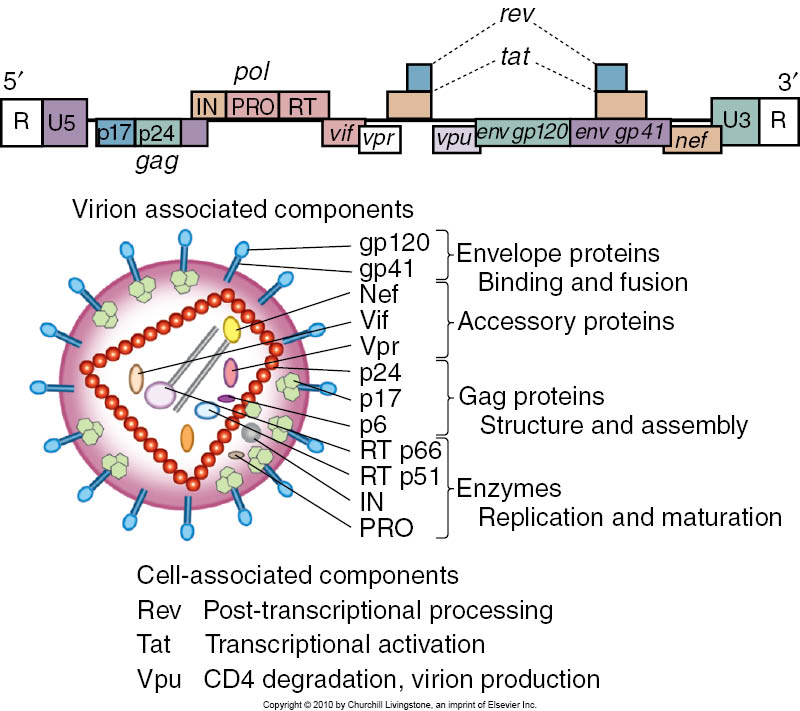 rev
tat
5′
pol
3′
R U5 p17 p24 IN PRO RT vif vpr vpu env gp120 env gp41 nef U3 R
gag
Virion associated components
gp120
gp41
Envelope proteins
Binding and fusion
Nef
Vif
Vpr
Accessory proteins
p24
p17
p6
Gag proteins
Structure and assembly
RT p66
RT p51
IN
PRO
Enzymes
Replication and maturation
Cell-associated components
Rev Post-transcriptional processing
Tat Transcriptional activation
Vpu CD4 degradation, virion production
Copyright © 2010 by Churchill Livingstone, an imprint of Elsevier Inc.